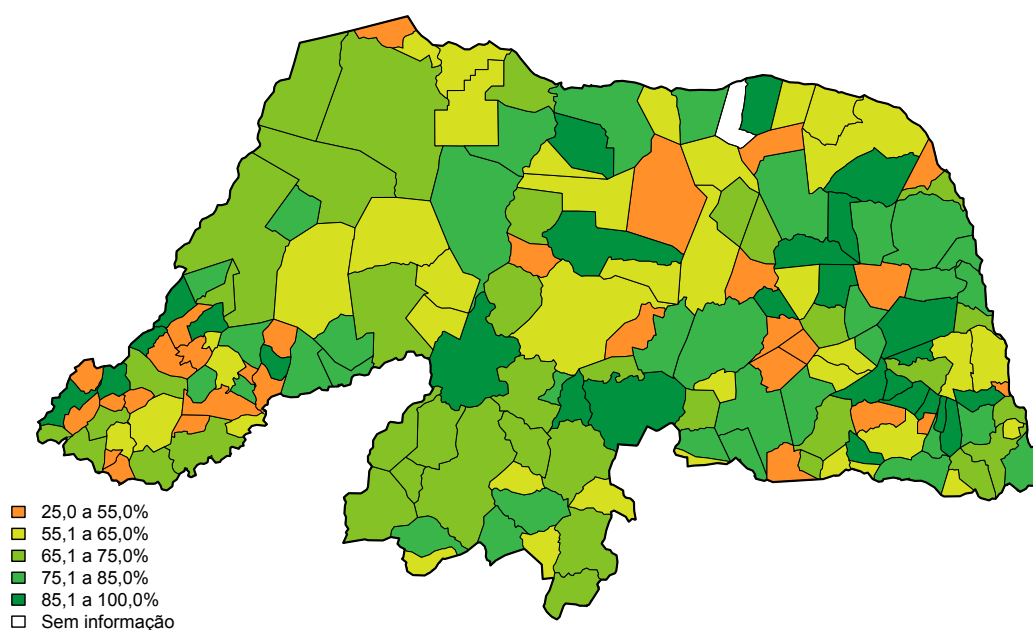 25,0 a 55,0%
55,1 a 65,0%
65,1 a 75,0%
75,1 a 85,0%
85,1 a 100,0%
Sem informação